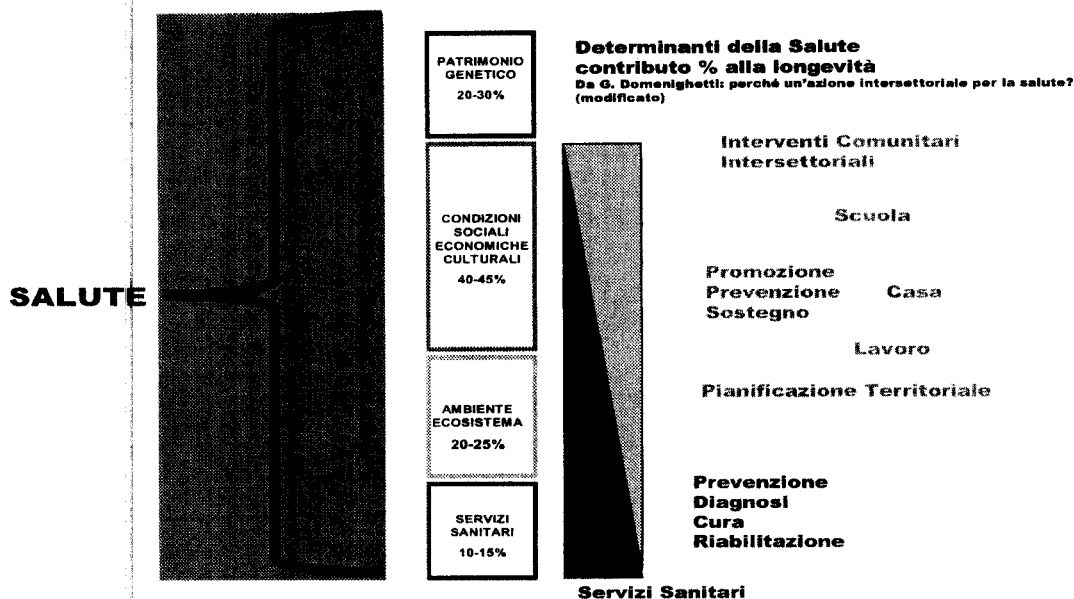 SALUTE
PATRIMONIO
GENETICO
20-30%
CONDIZIONI
SOCIALI
ECONOMICHE
CULTURALI
40-45%
AMBIENTE
ECOSISTEMA
20-25%
SERVIZI
SANITARI
10-15%
Determinanti della Salute
contributo % alla longevità
Da G. Domenighetti: perché un'azione intersettoriale per la salute?
(modificato)
Interventi Comunitari
Intersettoriali
Scuola
Promozione
Prevenzione Casa
Sostegno
Lavoro
Pianificazione Territoriale
Prevenzione
Diagnosi
Cura
Riabilitazione
Servizi Sanitari